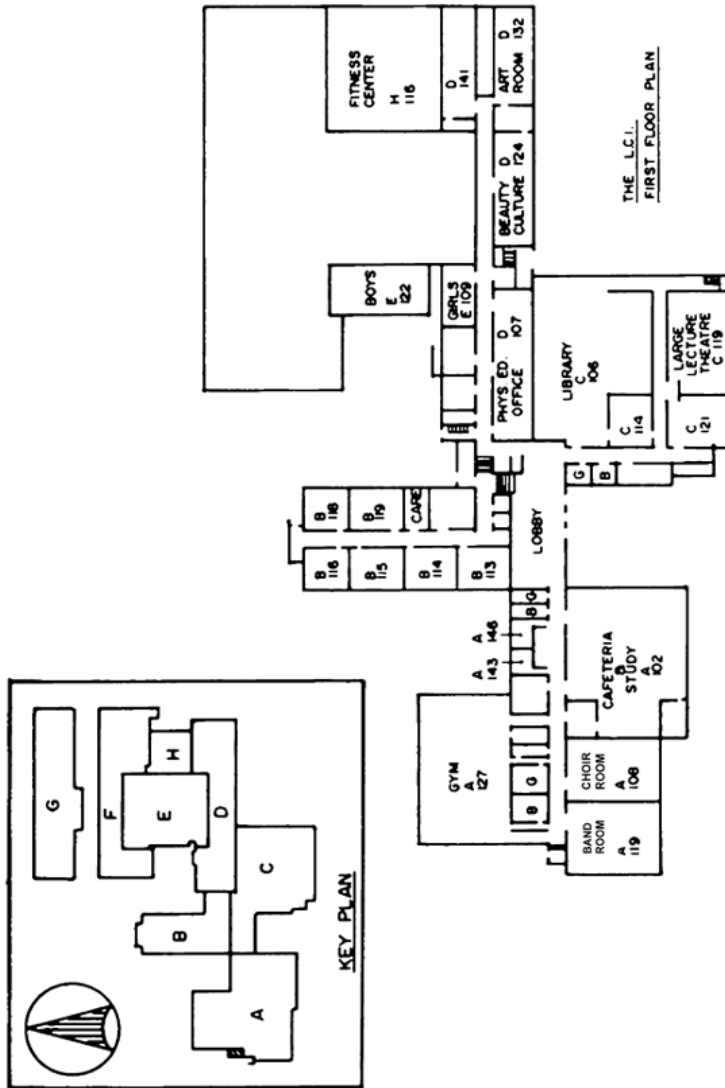 KEY PLAN
A
B
C
D
E
F
G
H
GYM
A
127
B
G
BAND
ROOM
A
119
CHOIR
ROOM
A
108
CAFETERIA
&
STUDY
A
102
A
143
A
146
B
G
B
116
B
115
B
114
B
113
B
118
B
119
CARE
LOBBY
G
B
BOYS
E
122
GIRLS
E 109
PHYS. ED.
OFFICE
D
107
LIBRARY
C
106
C
114
C
121
LARGE
LECTURE
THEATRE
C 119
FITNESS
CENTER
H
116
D
141
BEAUTY
CULTURE
D
124
ART
ROOM
D
132
THE L.C.I.
FIRST FLOOR PLAN